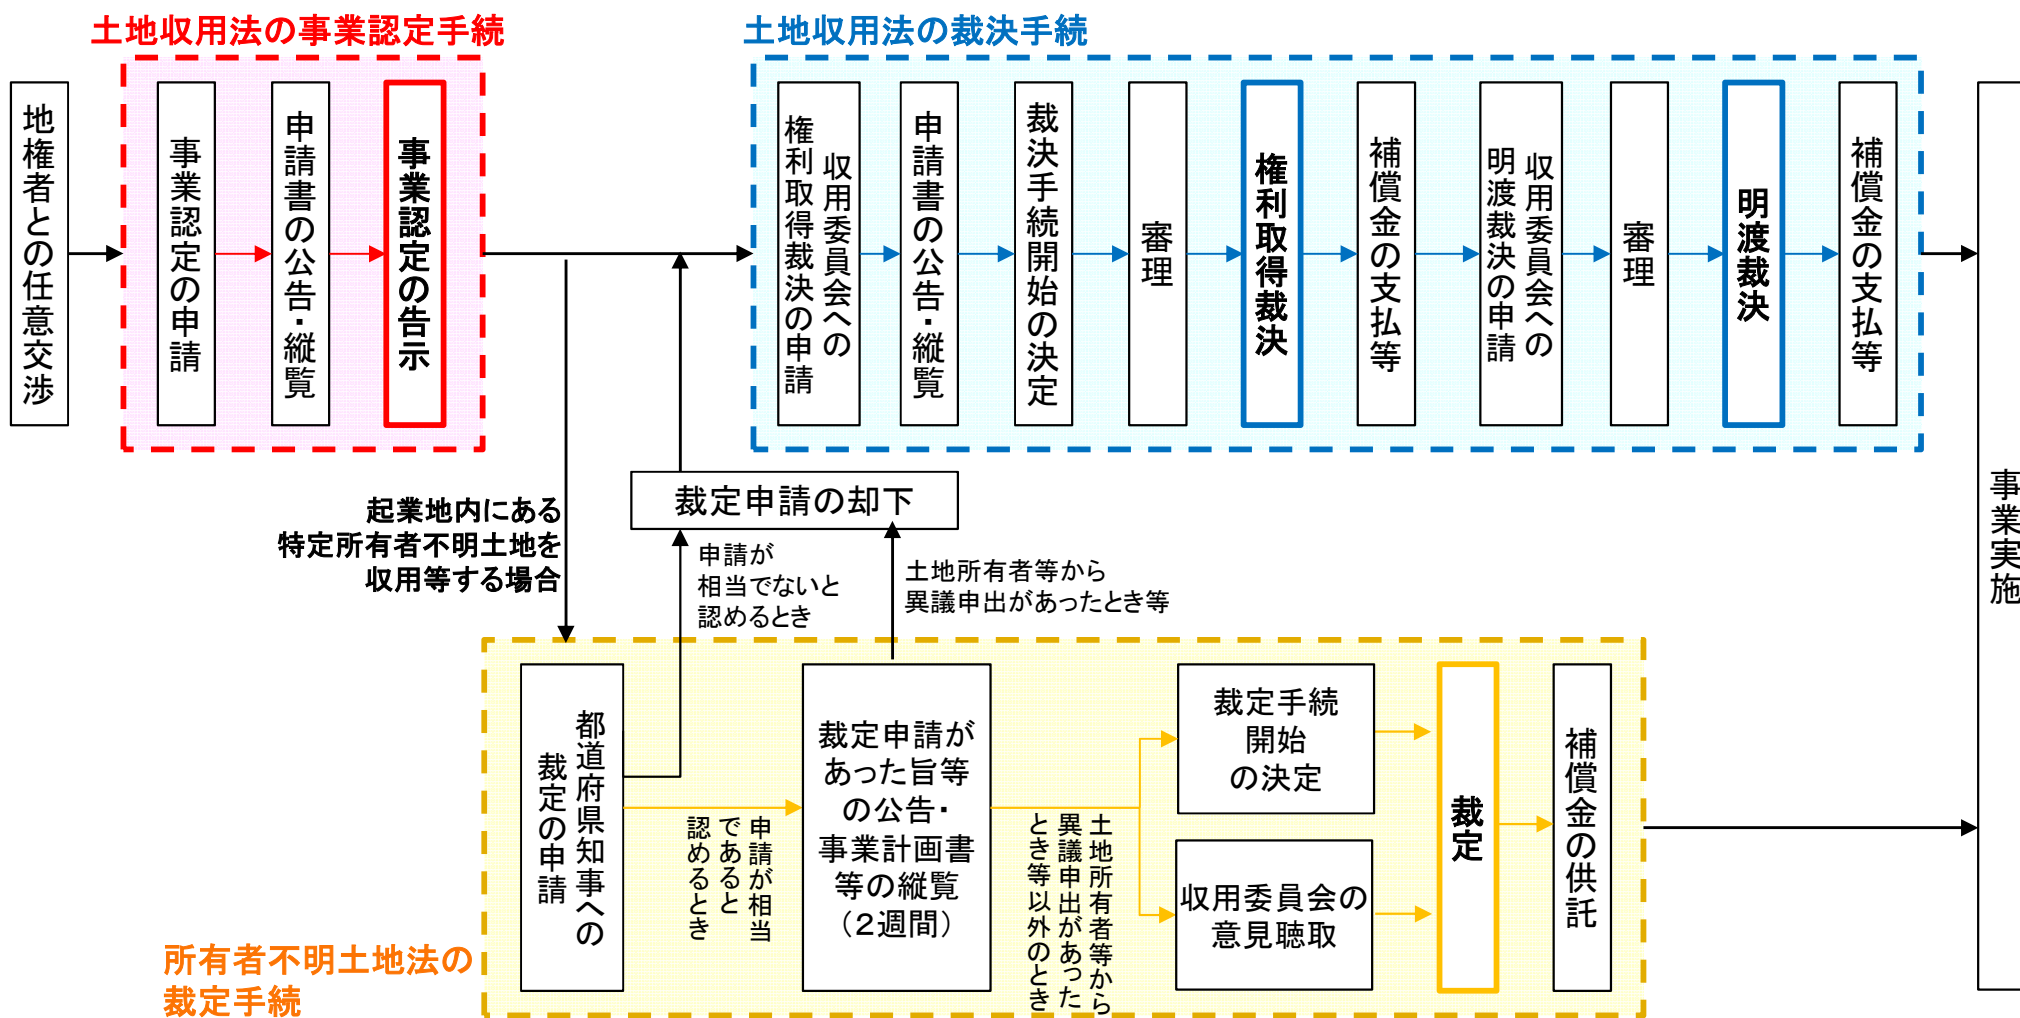 土地収用法の事業認定手続
土地収用法の裁決手続
地権者との任意交渉
事業認定の申請
申請書の公告・縦覧
事業認定の告示
収用委員会への
権利取得裁決の申請
申請書の公告・縦覧
裁決手続開始の決定
審理
権利取得裁決
補償金の支払等
収用委員会への
明渡裁決の申請
審理
明渡裁決
補償金の支払等
事業実施
起業地内にある
特定所有者不明土地を
収用等する場合
裁定申請の却下
申請が
相当でないと
認めるとき
土地所有者等から
異議申出があったとき等
所有者不明土地法の
裁定手続
都道府県知事への
裁定の申請
申請が相当
であると
認めるとき
裁定申請が
あった旨等
の公告・
事業計画書
等の縦覧
（2週間）
土地所有者等から
異議申出があった
とき等以外のとき
裁定手続
開始
の決定
収用委員会の
意見聴取
裁定
補償金の供託